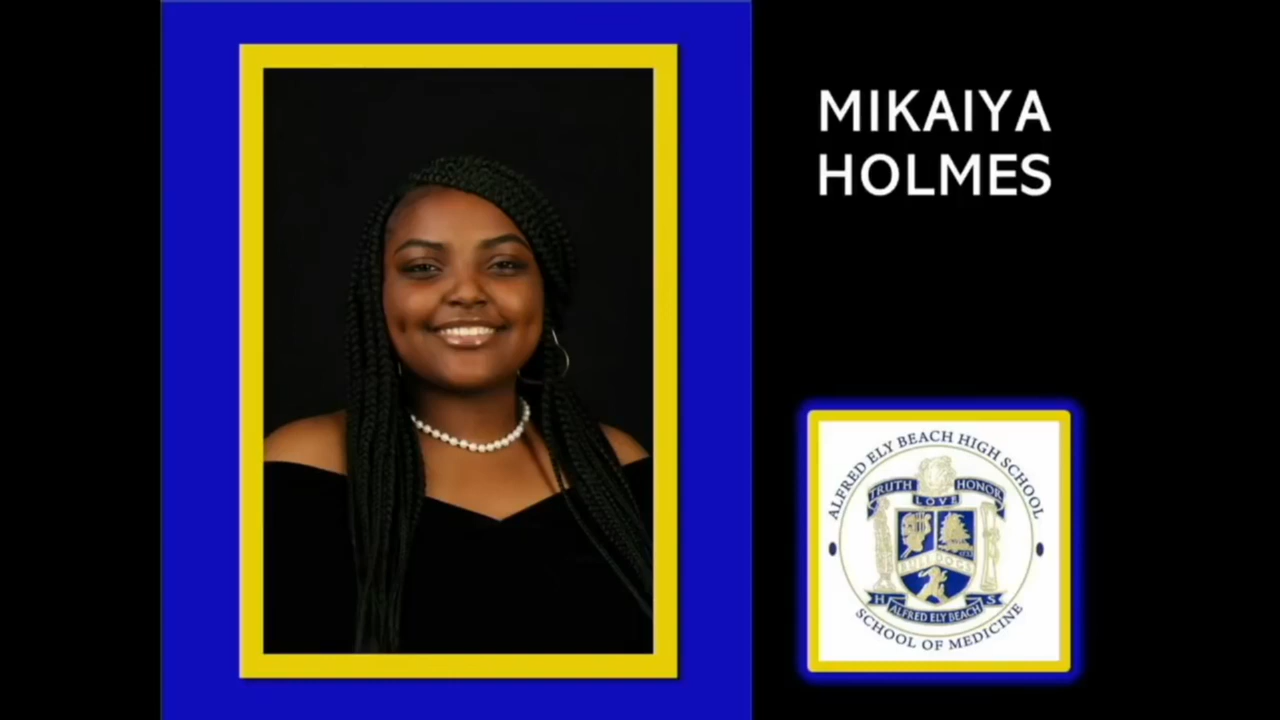 MIKAIYA
HOLMES
ALFRED ELY BEACH HIGH SCHOOL
TRUTH HONOR
LOVE
BULLDOGS
H S
ALFRED ELY BEACH
SCHOOL OF MEDICINE